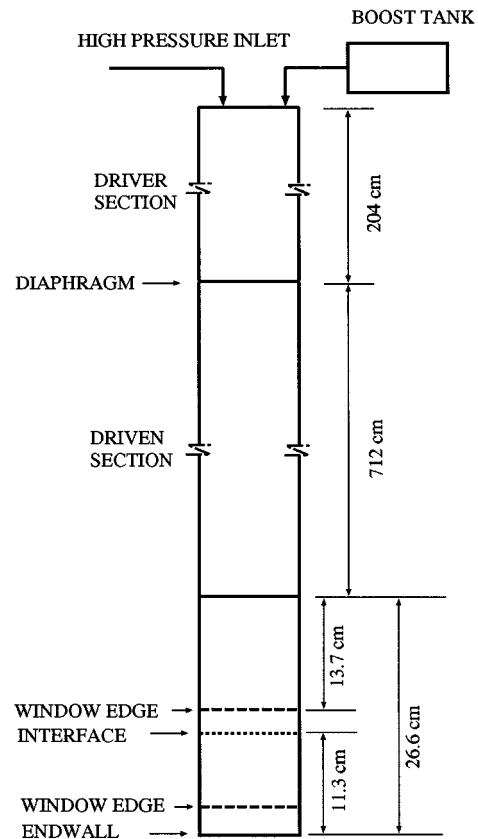 BOOST TANK
HIGH PRESSURE INLET
DRIVER
SECTION
204 cm
DIAPHRAGM
DRIVEN
SECTION
712 cm
13.7 cm
WINDOW EDGE
INTERFACE
26.6 cm
11.3 cm
WINDOW EDGE
ENDWALL